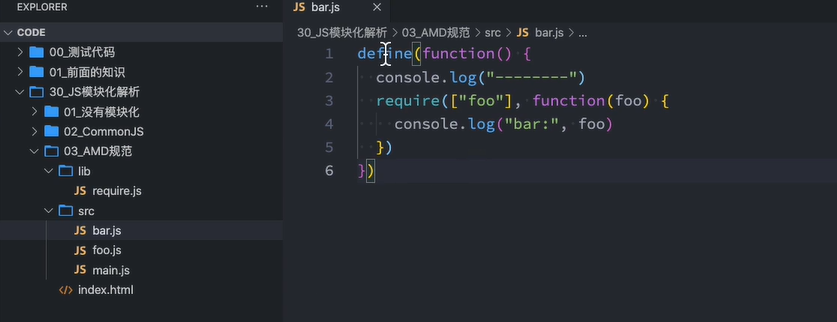 EXPLORER
···
CODE
00_测试代码
01_前面的知识
30_JS模块化解析
01_没有模块化
02_CommonJS
03_AMD规范
lib
JS require.js
src
JS bar.js
JS foo.js
JS main.js
<> index.html
JS bar.js ×
30_JS模块化解析 > 03_AMD规范 > src > JS bar.js > ...
1 define(function() {
2 console.log("--------")
3 require(["foo"], function(foo) {
4 console.log("bar:", foo)
5 })
6 })